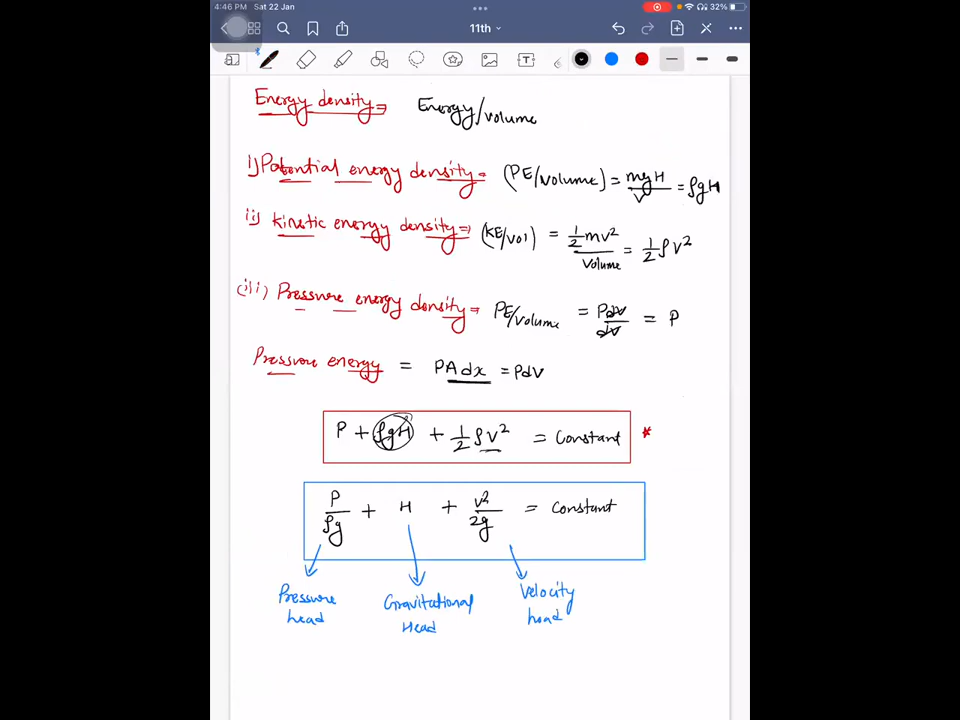 4:46 PM Sat 22 Jan
32%
11th
Energy density ⇒ Energy/volume
i) Potential energy density = (PE/volume) = mgH/V = ρgH
ii) kinetic energy density ⇒ (KE/vol) = ½mv²/volume = ½ρv²
(iii) Pressure energy density = PE/volume = Pdv/dv = P
Pressure energy = PAdx = Pdv
P + ρgH + ½ρv² = Constant *
P/ρg + H + v²/2g = Constant
Pressure head
Gravitational Head
Velocity head